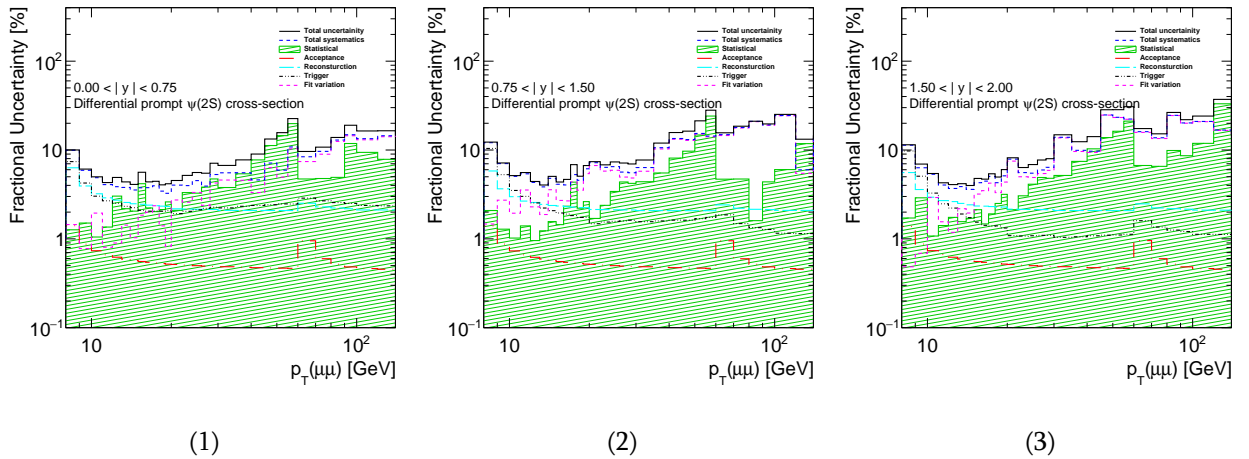 Fractional Uncertainty [%]
10²
10
1
10⁻¹
Total uncertainty
Total systematics
Statistical
Acceptance
Reconsturction
Trigger
Fit variation
0.00 < | y | < 0.75
Differential prompt ψ(2S) cross-section
10
10²
p_T(μμ) [GeV]
(1)
Fractional Uncertainty [%]
10²
10
1
10⁻¹
Total uncertainty
Total systematics
Statistical
Acceptance
Reconsturction
Trigger
Fit variation
0.75 < | y | < 1.50
Differential prompt ψ(2S) cross-section
10
10²
p_T(μμ) [GeV]
(2)
Fractional Uncertainty [%]
10²
10
1
10⁻¹
Total uncertainty
Total systematics
Statistical
Acceptance
Reconsturction
Trigger
Fit variation
1.50 < | y | < 2.00
Differential prompt ψ(2S) cross-section
10
10²
p_T(μμ) [GeV]
(3)